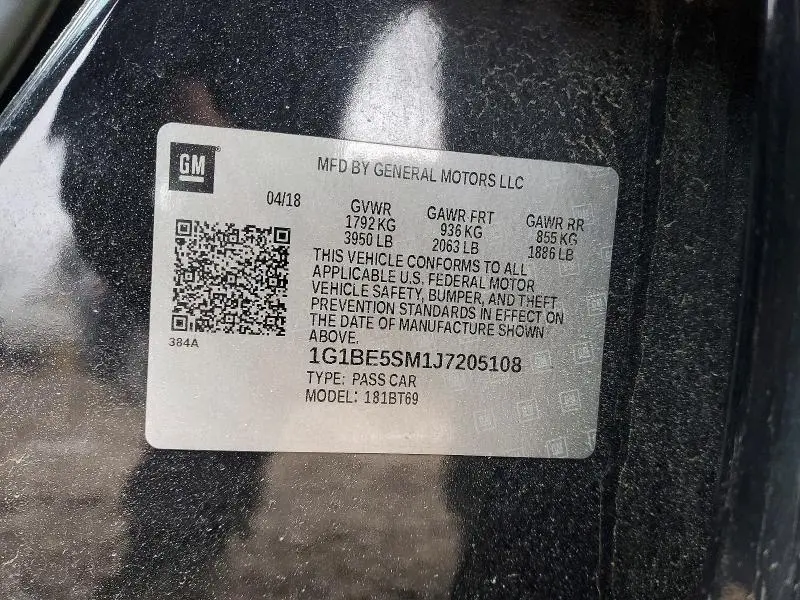 GM
MFD BY GENERAL MOTORS LLC
04/18
GVWR
1792 KG
3950 LB
GAWR FRT
936 KG
2063 LB
GAWR RR
855 KG
1886 LB
THIS VEHICLE CONFORMS TO ALL
APPLICABLE U.S. FEDERAL MOTOR
VEHICLE SAFETY, BUMPER, AND THEFT
PREVENTION STANDARDS IN EFFECT ON
THE DATE OF MANUFACTURE SHOWN
ABOVE.
384A
1G1BE5SM1J7205108
TYPE: PASS CAR
MODEL: 181BT69